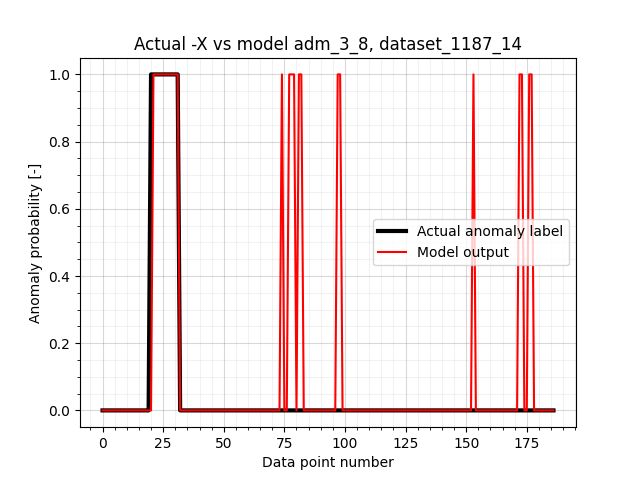 Actual -X vs model adm_3_8, dataset_1187_14
Anomaly probability [-]
1.0
0.8
0.6
0.4
0.2
0.0
Actual anomaly label
Model output
0 25 50 75 100 125 150 175
Data point number